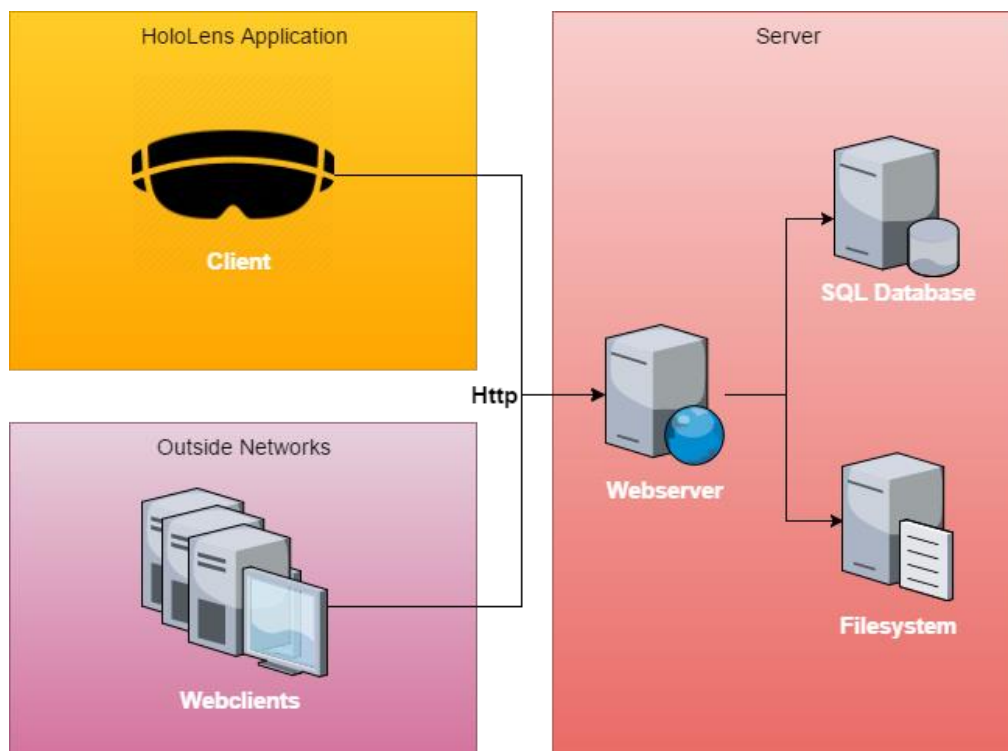 HoloLens Application
Client
Outside Networks
Webclients
Http
Server
SQL Database
Webserver
Filesystem